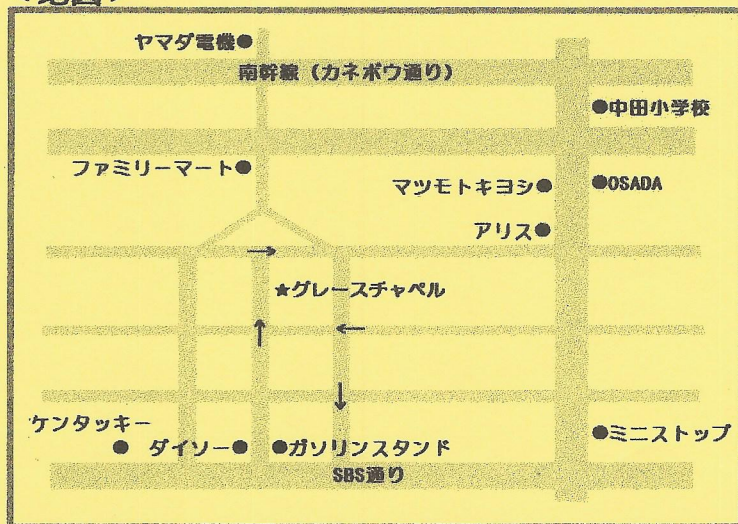 ヤマダ電機●
南幹線（カネボウ通り）
●中田小学校
ファミリーマート●
マツモトキヨシ●
●OSADA
アリス●
→
★グレースチャペル
↑
←
↓
ケンタッキー
●
ダイソー●
●ガソリンスタンド
●ミニストップ
SBS通り